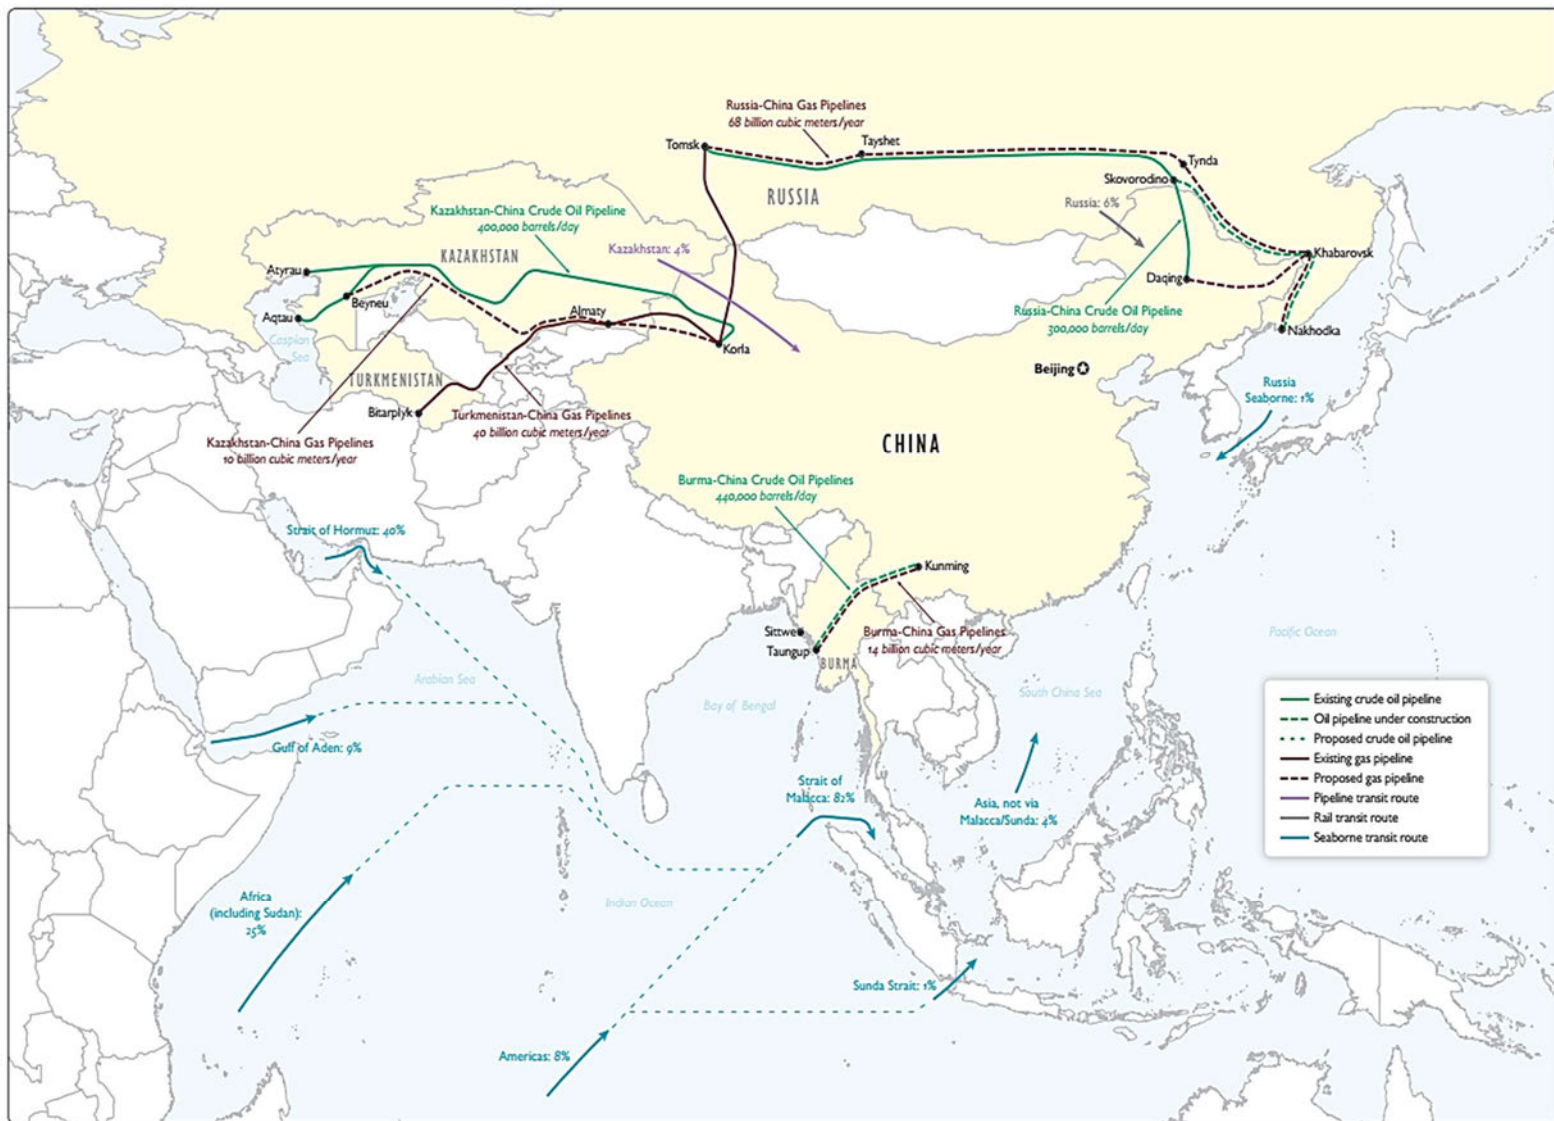 Russia-China Gas Pipelines
68 billion cubic meters/year
Tomsk
Tayshet
Tynda
Skovorodino
RUSSIA
Russia: 6%
Kazakhstan-China Crude Oil Pipeline
400,000 barrels/day
Kazakhstan: 4%
KAZAKHSTAN
Khabarovsk
Atyrau
Beyneu
Daqing
Aqtau
Almaty
Russia-China Crude Oil Pipeline
300,000 barrels/day
Nakhodka
Caspian
Sea
Korla
Beijing
TURKMENISTAN
Russia
Seaborne: 1%
Bitarplyk
Turkmenistan-China Gas Pipelines
40 billion cubic meters/year
Kazakhstan-China Gas Pipelines
10 billion cubic meters/year
CHINA
Burma-China Crude Oil Pipelines
440,000 barrels/day
Strait of Hormuz: 40%
Kunming
Sittwe
Taungup
BURMA
Burma-China Gas Pipelines
14 billion cubic meters/year
Pacific Ocean
Arabian Sea
Bay of Bengal
South China Sea
Gulf of Aden: 9%
Existing crude oil pipeline
Oil pipeline under construction
Proposed crude oil pipeline
Existing gas pipeline
Proposed gas pipeline
Pipeline transit route
Rail transit route
Seaborne transit route
Strait of
Malacca: 82%
Asia, not via
Malacca/Sunda: 4%
Africa
(including Sudan):
25%
Indian Ocean
Sunda Strait: 1%
Americas: 8%